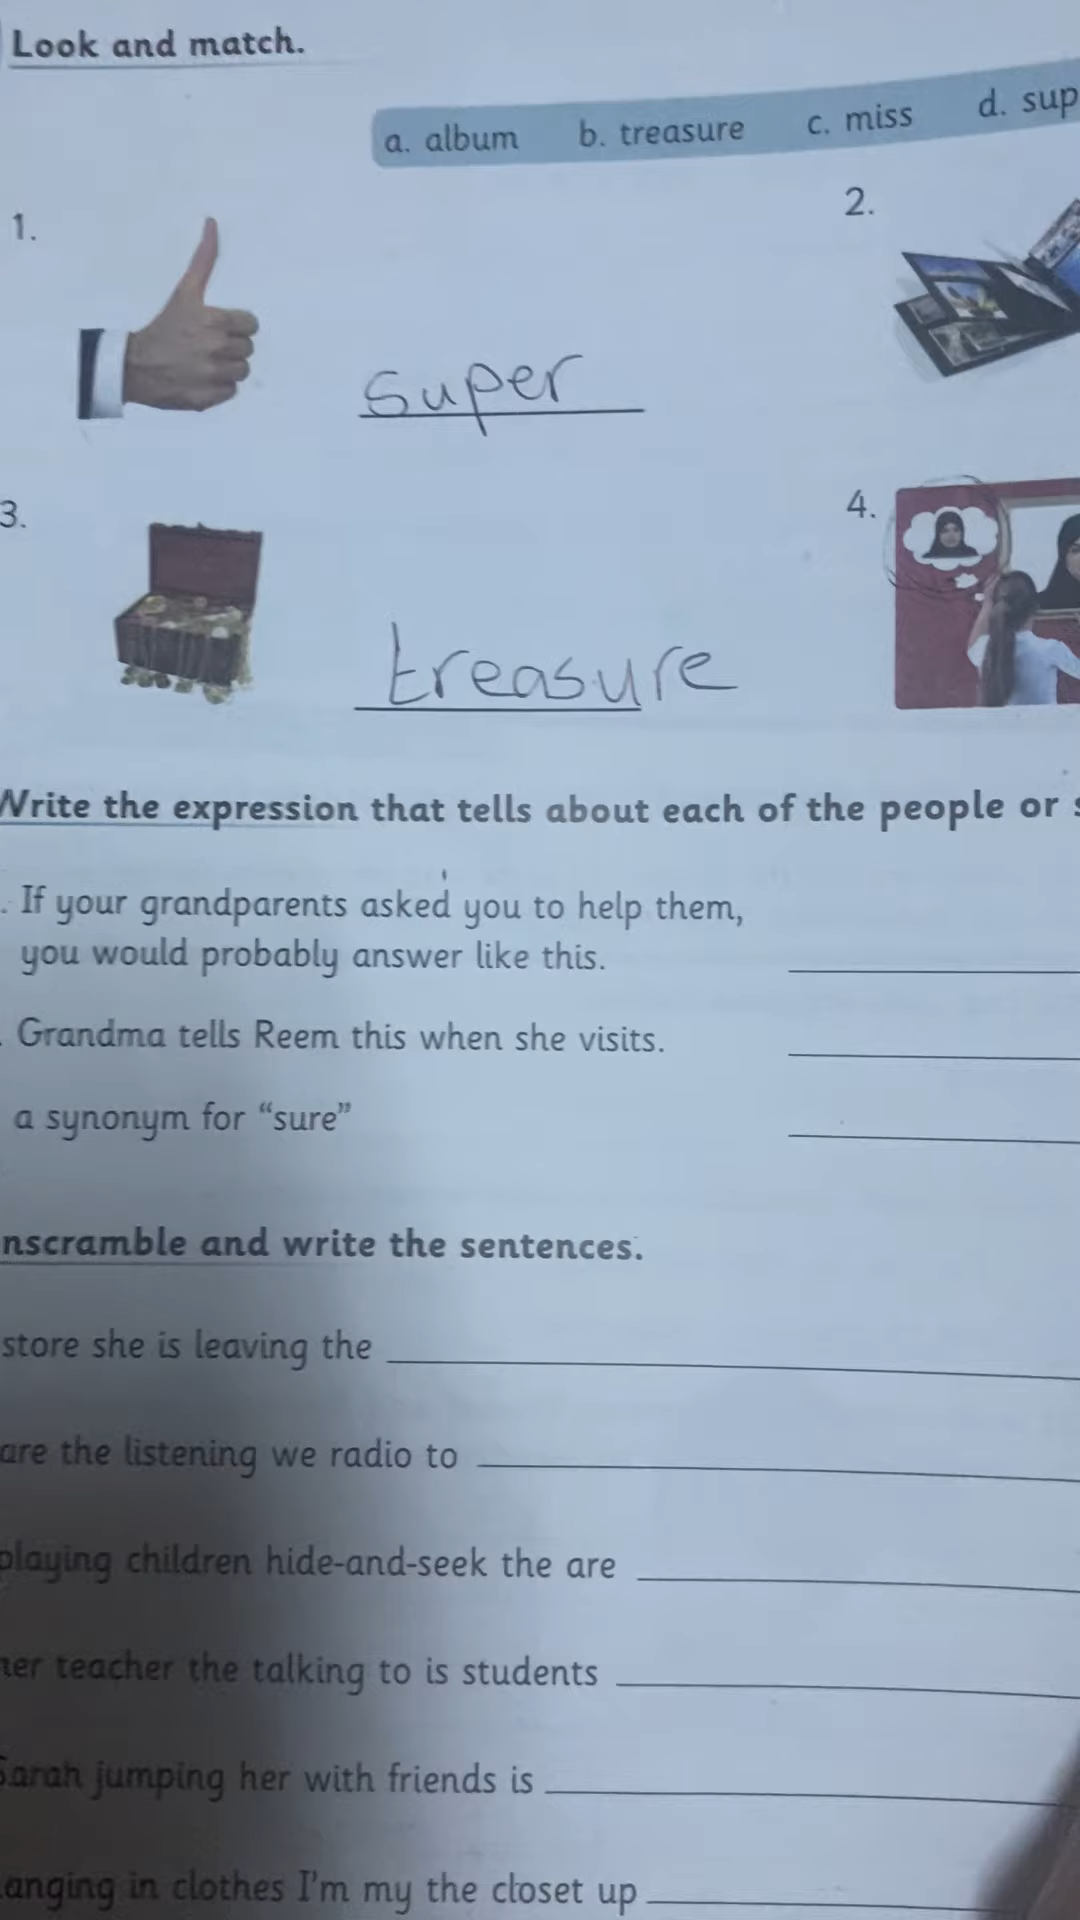 Look and match.
a. album b. treasure c. miss d. sup
1.
2.
super
3.
4.
treasure
Write the expression that tells about each of the people or
. If your grandparents asked you to help them,
you would probably answer like this.
. Grandma tells Reem this when she visits.
a synonym for “sure”
nscramble and write the sentences.
store she is leaving the
are the listening we radio to
playing children hide-and-seek the are
her teacher the talking to is students
Sarah jumping her with friends is
anging in clothes I'm my the closet up